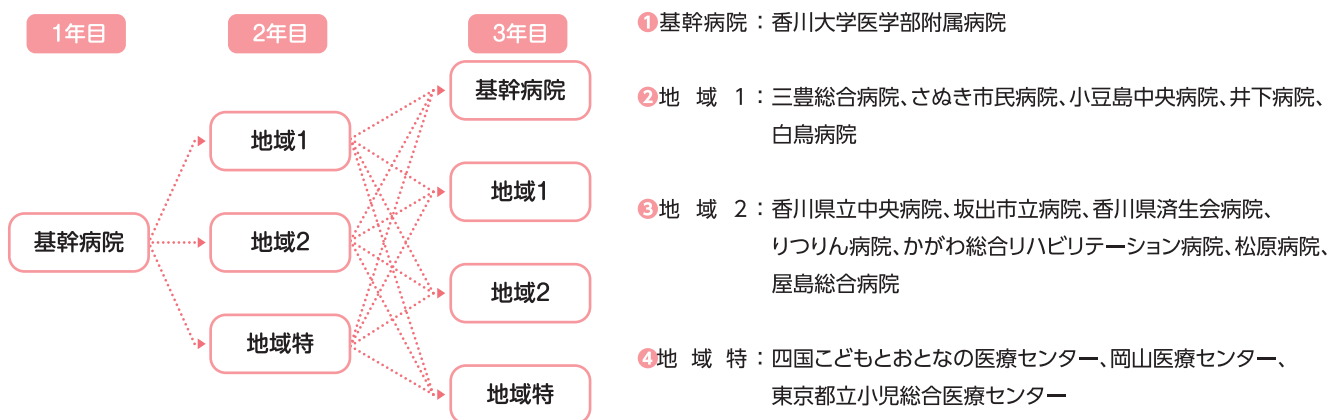 1年目
2年目
3年目
基幹病院
地域1
地域2
地域特
基幹病院
地域1
地域2
地域特
❶基幹病院：香川大学医学部附属病院
❷地 域 1：三豊総合病院、さぬき市民病院、小豆島中央病院、井下病院、
白鳥病院
❸地 域 2：香川県立中央病院、坂出市立病院、香川県済生会病院、
りつりん病院、かがわ総合リハビリテーション病院、松原病院、
屋島総合病院
❹地 域 特：四国こどもとおとなの医療センター、岡山医療センター、
東京都立小児総合医療センター